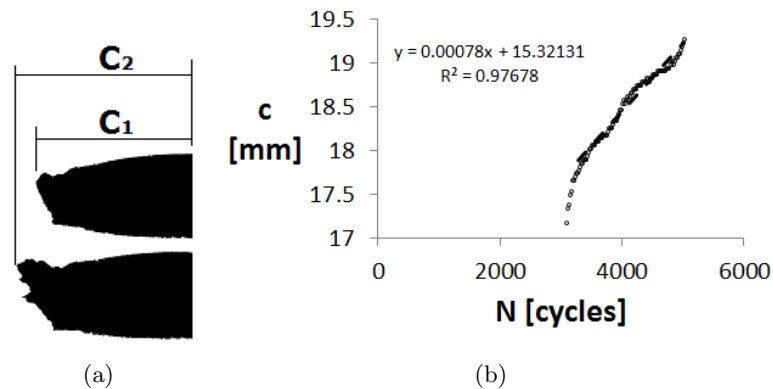 C₂
C₁
(a)
c
[mm]
19.5
19
18.5
18
17.5
17
y = 0.00078x + 15.32131
R² = 0.97678
0 2000 4000 6000
N [cycles]
(b)